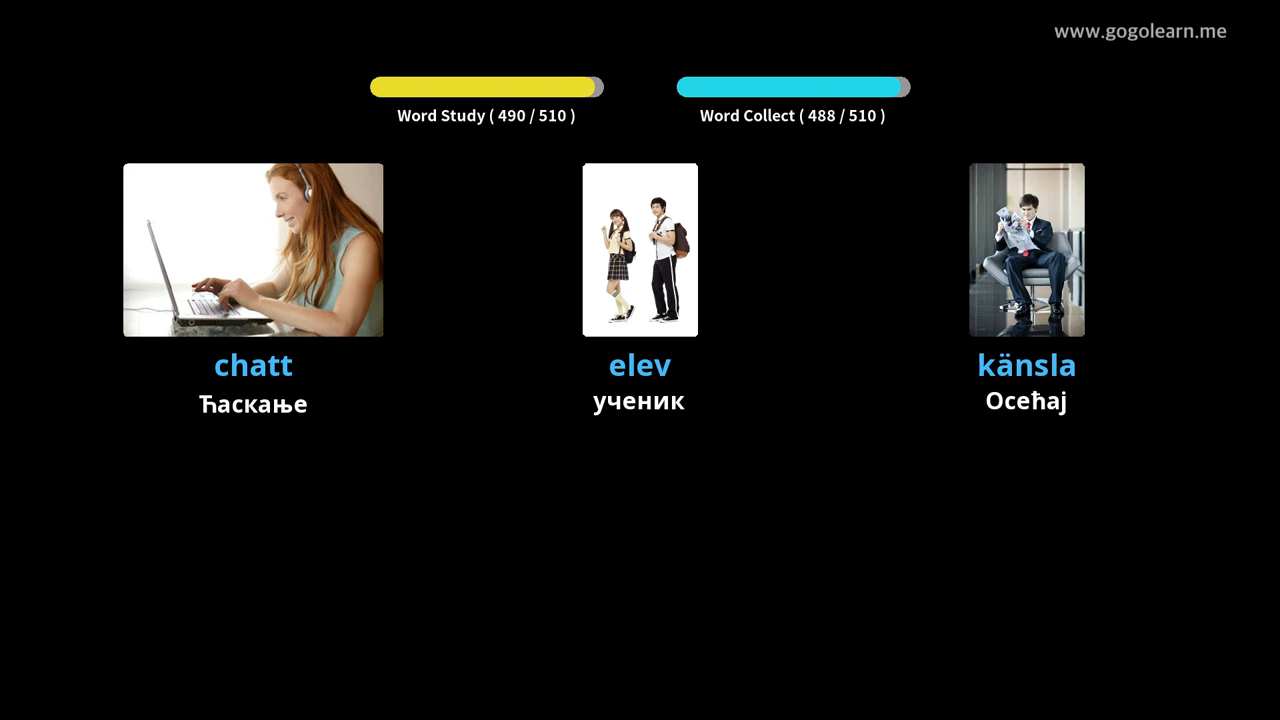 www.gogolearn.me
Word Study ( 490 / 510 )
Word Collect ( 488 / 510 )
chatt
elev
känsla
Ћаскање
ученик
Осећај